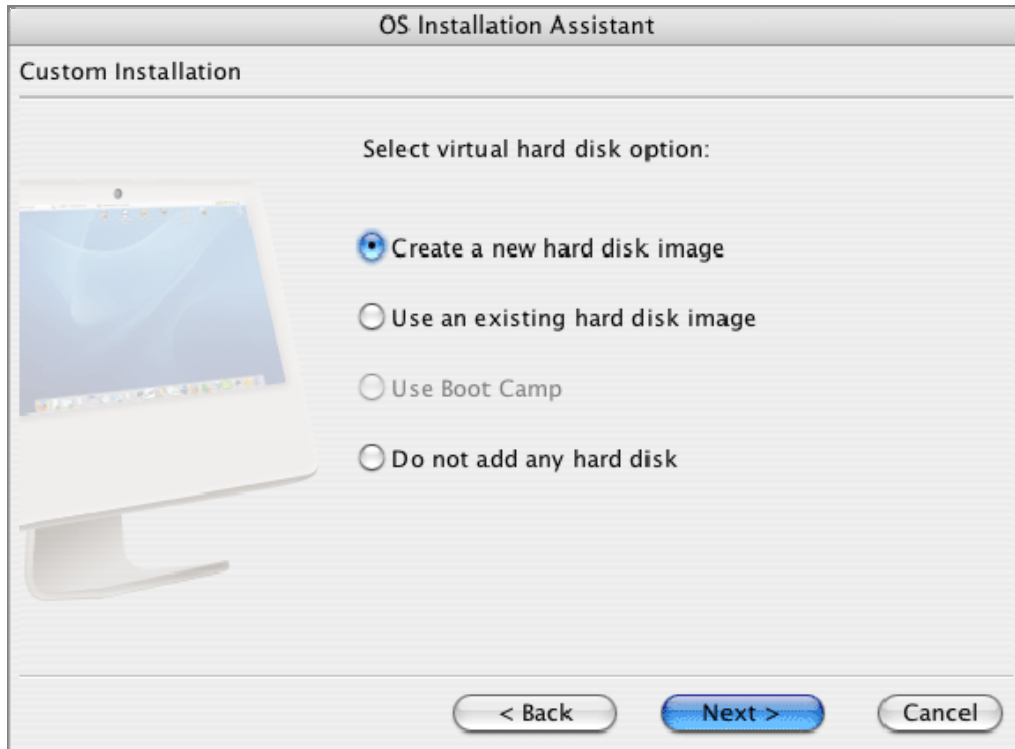 OS Installation Assistant
Custom Installation
Select virtual hard disk option:
Create a new hard disk image
Use an existing hard disk image
Use Boot Camp
Do not add any hard disk
< Back
Next >
Cancel